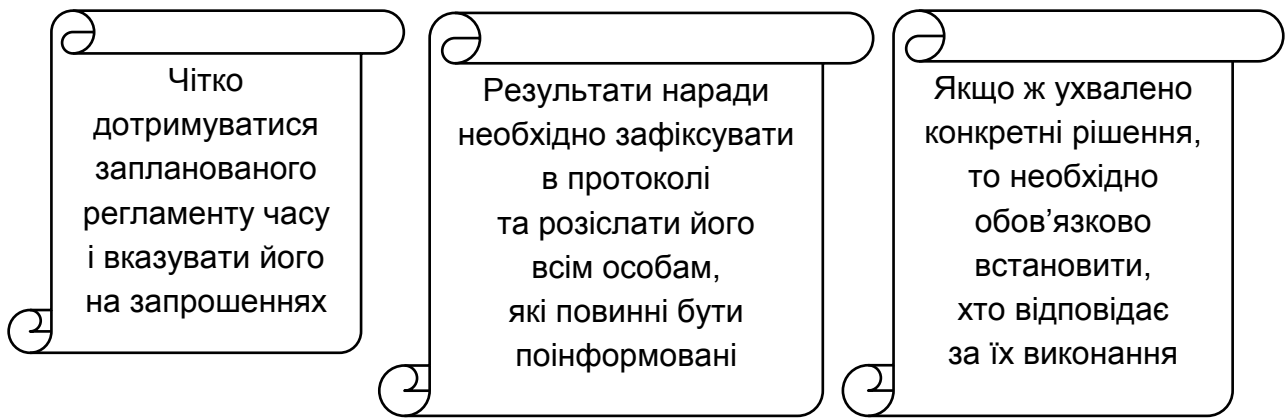 Чітко
дотримуватися
запланованого
регламенту часу
і вказувати його
на запрошеннях
Результати наради
необхідно зафіксувати
в протоколі
та розіслати його
всім особам,
які повинні бути
поінформовані
Якщо ж ухвалено
конкретні рішення,
то необхідно
обов’язково
встановити,
хто відповідає
за їх виконання